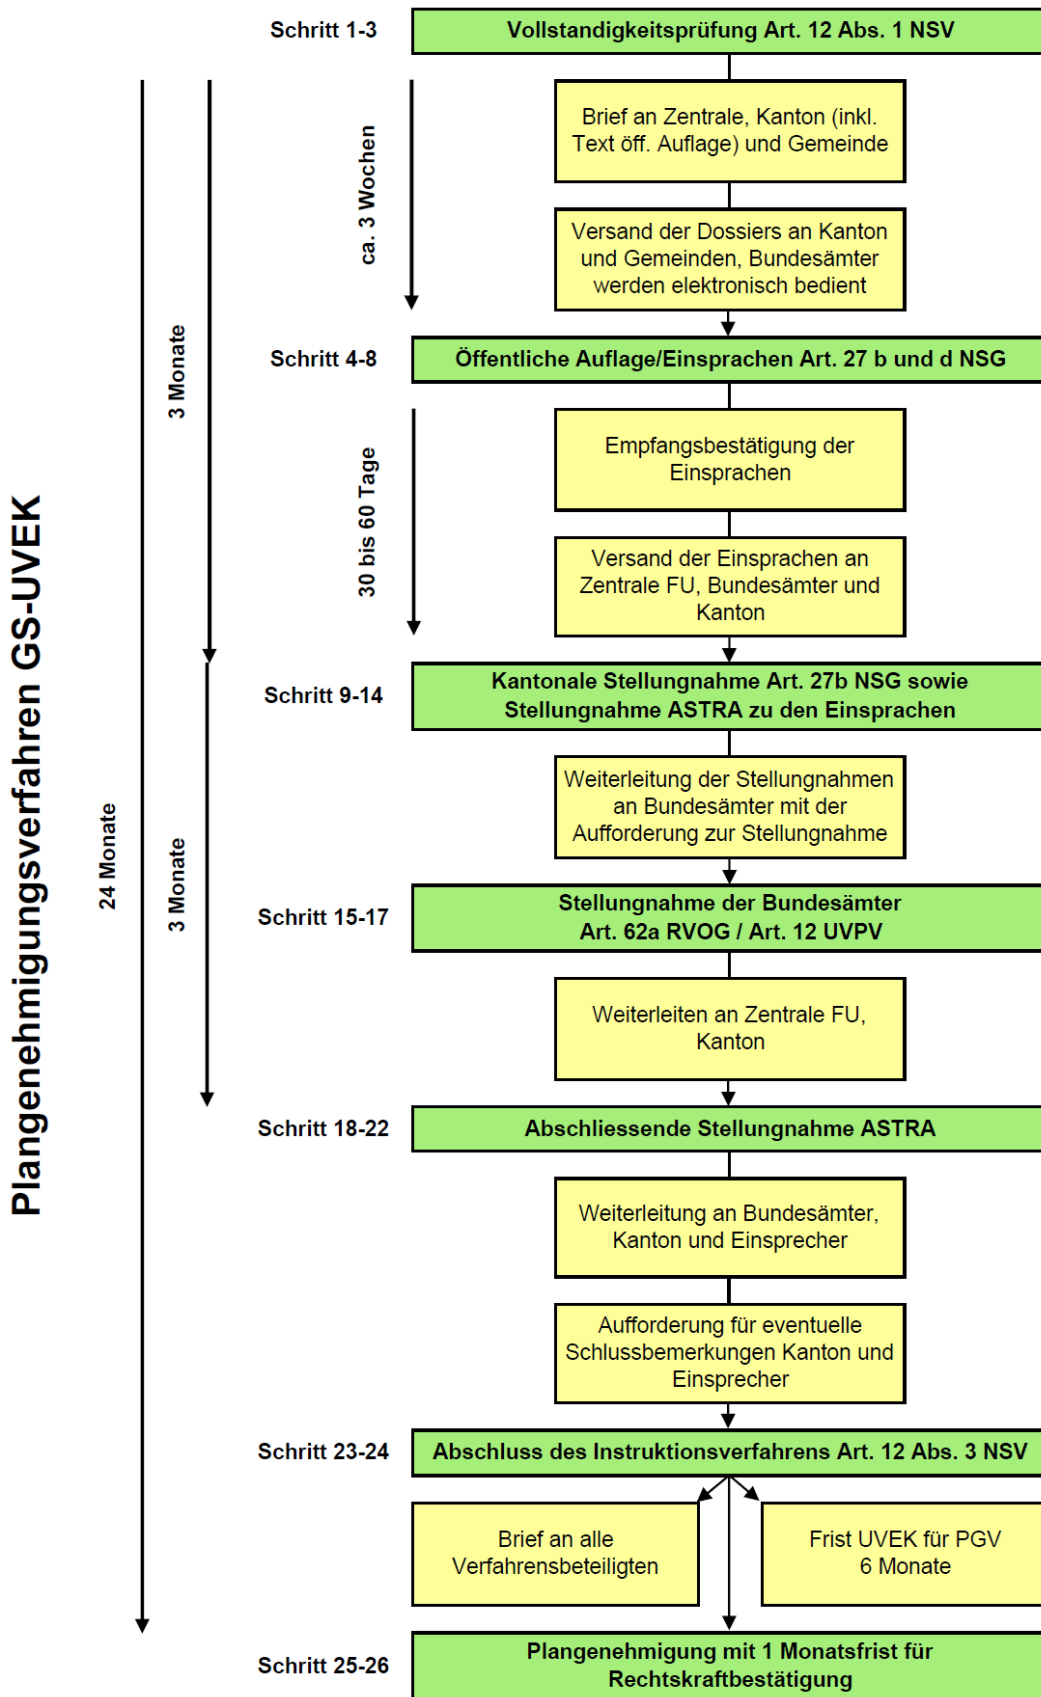 Plangenehmigungsverfahren GS-UVEK
24 Monate
3 Monate
3 Monate
ca. 3 Wochen
30 bis 60 Tage
Schritt 1-3
Vollstandigkeitsprüfung Art. 12 Abs. 1 NSV
Brief an Zentrale, Kanton (inkl.
Text öff. Auflage) und Gemeinde
Versand der Dossiers an Kanton
und Gemeinden, Bundesämter
werden elektronisch bedient
Schritt 4-8
Öffentliche Auflage/Einsprachen Art. 27 b und d NSG
Empfangsbestätigung der
Einsprachen
Versand der Einsprachen an
Zentrale FU, Bundesämter und
Kanton
Schritt 9-14
Kantonale Stellungnahme Art. 27b NSG sowie
Stellungnahme ASTRA zu den Einsprachen
Weiterleitung der Stellungnahmen
an Bundesämter mit der
Aufforderung zur Stellungnahme
Schritt 15-17
Stellungnahme der Bundesämter
Art. 62a RVOG / Art. 12 UVPV
Weiterleiten an Zentrale FU,
Kanton
Schritt 18-22
Abschliessende Stellungnahme ASTRA
Weiterleitung an Bundesämter,
Kanton und Einsprecher
Aufforderung für eventuelle
Schlussbemerkungen Kanton und
Einsprecher
Schritt 23-24
Abschluss des Instruktionsverfahrens Art. 12 Abs. 3 NSV
Brief an alle
Verfahrensbeteiligten
Frist UVEK für PGV
6 Monate
Schritt 25-26
Plangenehmigung mit 1 Monatsfrist für
Rechtskraftbestätigung